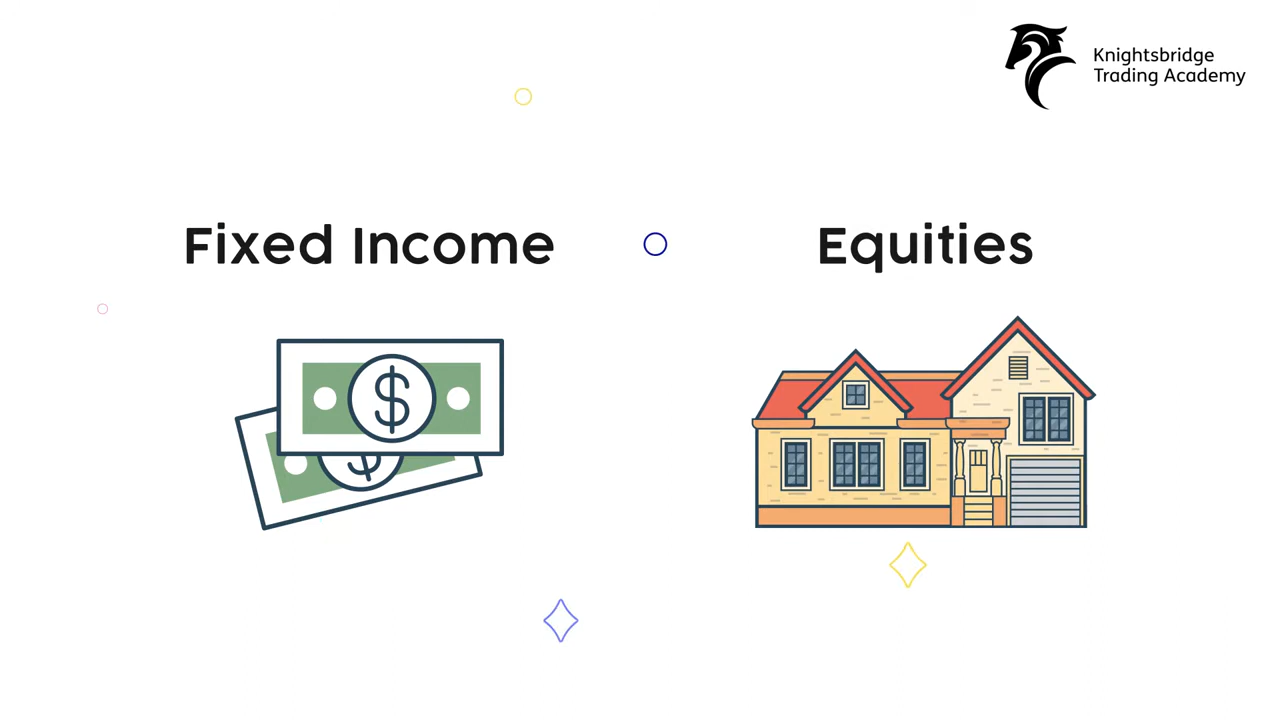 Knightsbridge
Trading Academy
Fixed Income
Equities
$
$